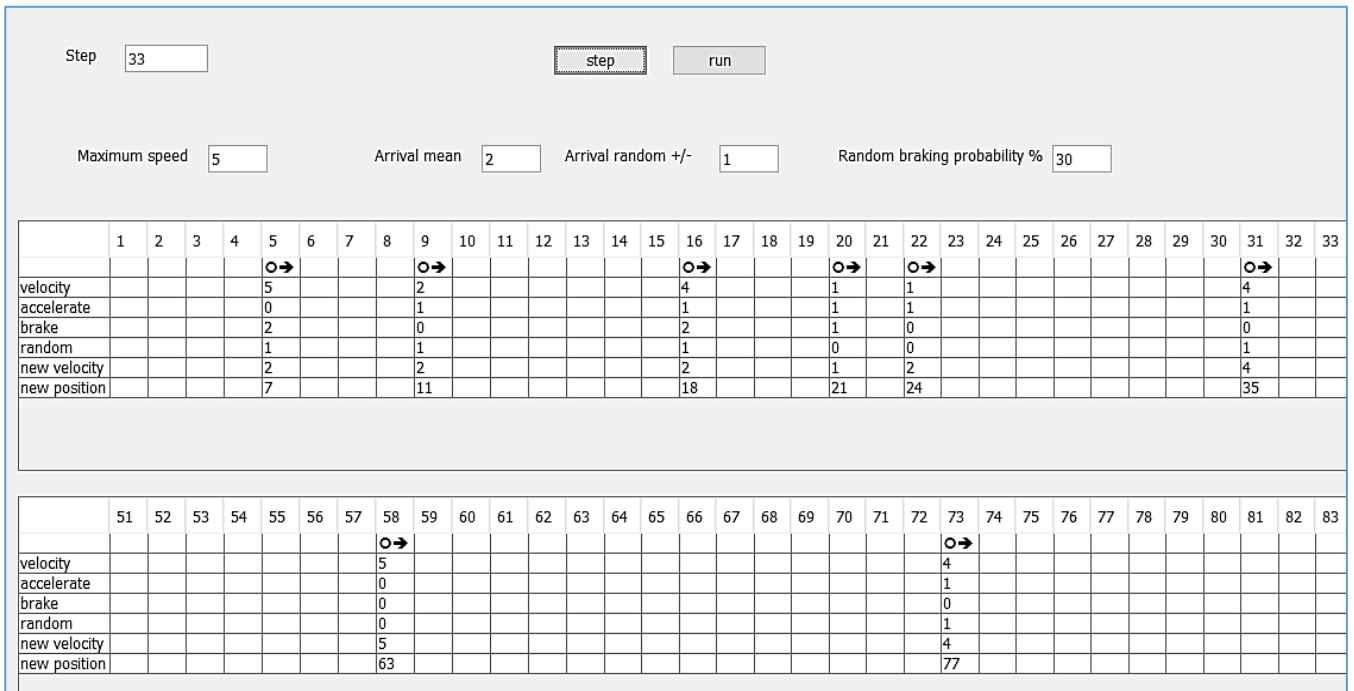 Step 33 step run
Maximum speed 5 Arrival mean 2 Arrival random +/- 1 Random braking probability % 30
1 2 3 4 5 6 7 8 9 10 11 12 13 14 15 16 17 18 19 20 21 22 23 24 25 26 27 28 29 30 31 32 33
velocity 5 2 4 1 1 4
accelerate 0 1 1 1 1 1
brake 2 0 2 1 0 0
random 1 1 1 0 0 1
new velocity 2 2 2 1 2 4
new position 7 11 18 21 24 35
51 52 53 54 55 56 57 58 59 60 61 62 63 64 65 66 67 68 69 70 71 72 73 74 75 76 77 78 79 80 81 82 83
velocity 5 4
accelerate 0 1
brake 0 0
random 0 1
new velocity 5 4
new position 63 77